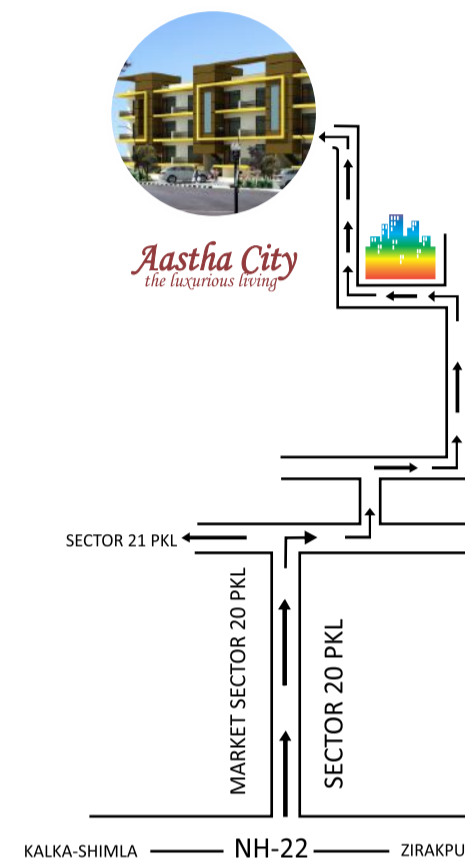 Aastha City
the luxurious living
SECTOR 21 PKL
MARKET SECTOR 20 PKL
SECTOR 20 PKL
KALKA-SHIMLA NH-22 ZIRAKPU